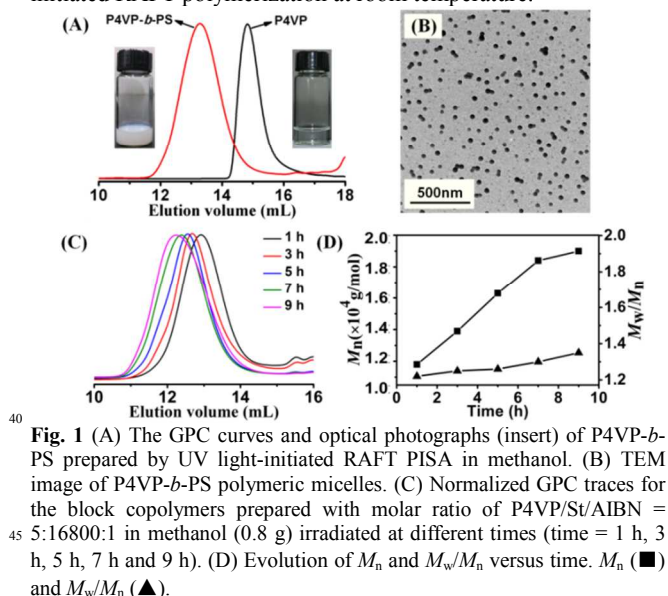 initiated RAFT polymerization at room temperature.
(A) P4VP-b-PS P4VP
10 12 14 16 18
Elution volume (mL)
(B)
500nm
(C)
1 h
3 h
5 h
7 h
9 h
10 12 14 16
Elution volume (mL)
(D)
Mn(×10⁴g/mol)
2.0
1.8
1.6
1.4
1.2
1.0
0 2 4 6 8 10
Time (h)
2.0
1.8
1.6
1.4
1.2
Mw/Mn
40
Fig. 1 (A) The GPC curves and optical photographs (insert) of P4VP-b-
PS prepared by UV light-initiated RAFT PISA in methanol. (B) TEM
image of P4VP-b-PS polymeric micelles. (C) Normalized GPC traces for
the block copolymers prepared with molar ratio of P4VP/St/AIBN =
45 5:16800:1 in methanol (0.8 g) irradiated at different times (time = 1 h, 3
h, 5 h, 7 h and 9 h). (D) Evolution of Mn and Mw/Mn versus time. Mn (■)
and Mw/Mn (▲).